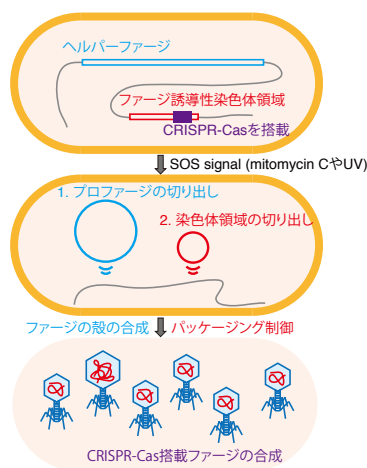 ヘルパーファージ
ファージ誘導性染色体領域
CRISPR-Casを搭載
SOS signal (mitomycin CやUV)
1. プロファージの切り出し
2. 染色体領域の切り出し
ファージの殻の合成 パッケージング制御
CRISPR-Cas搭載ファージの合成